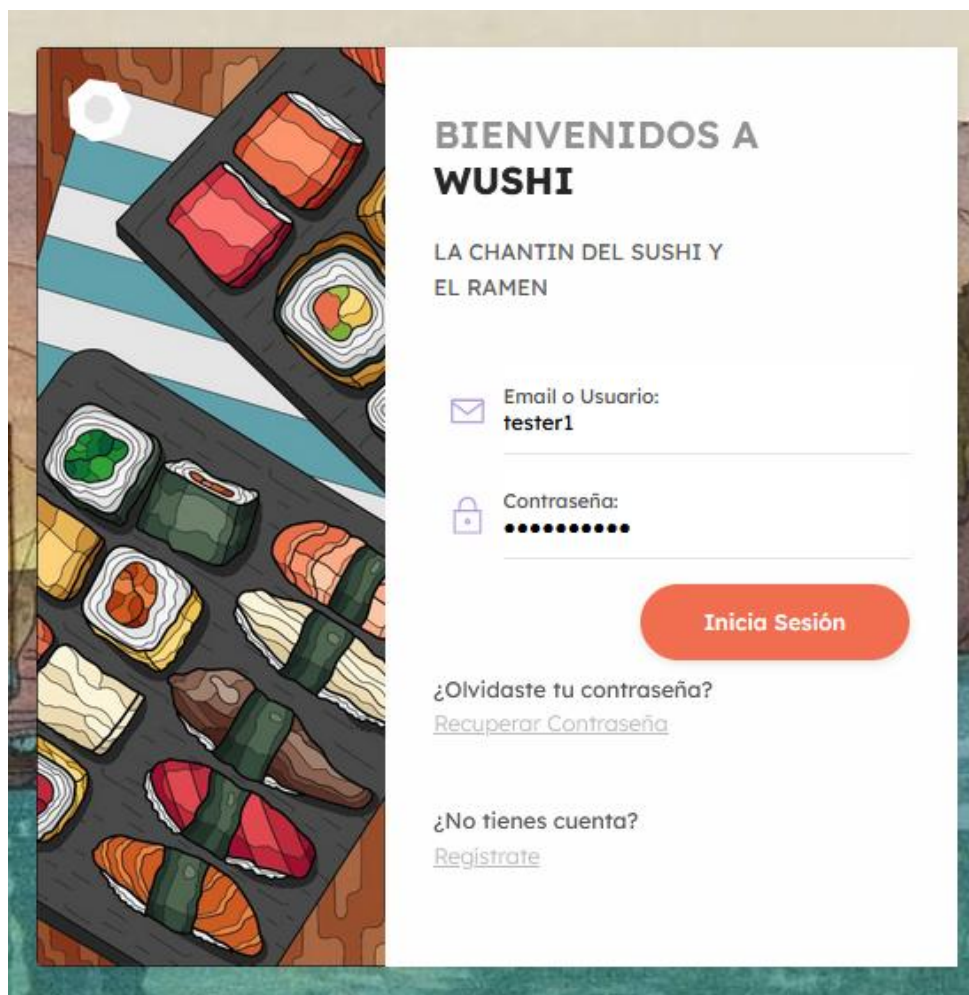 BIENVENIDOS A
WUSHI
LA CHANTIN DEL SUSHI Y
EL RAMEN
Email o Usuario:
tester1
Contraseña:
••••••••••
Inicia Sesión
¿Olvidaste tu contraseña?
Recuperar Contraseña
¿No tienes cuenta?
Registrate